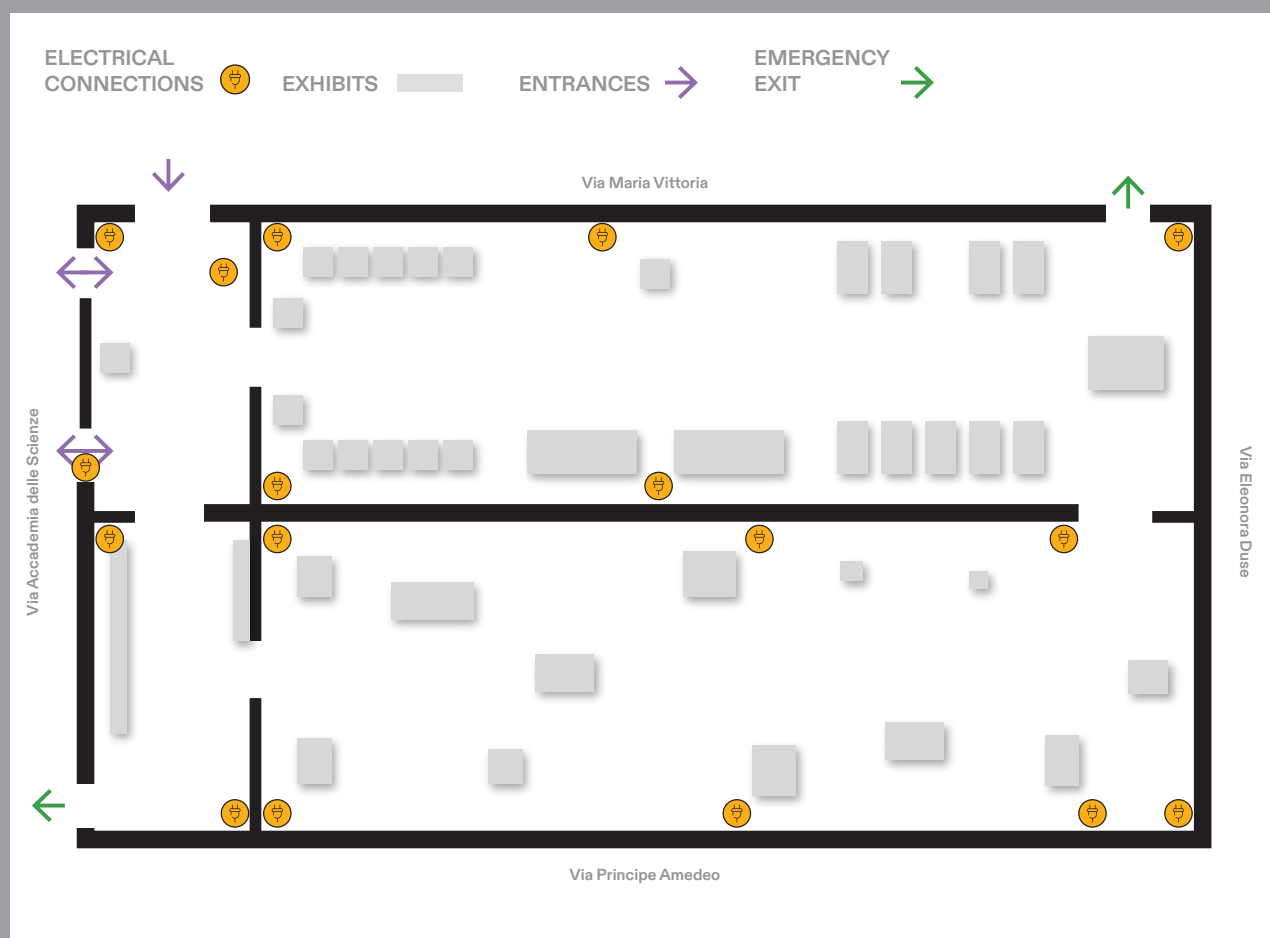 ELECTRICAL
CONNECTIONS
EXHIBITS
ENTRANCES
EMERGENCY
EXIT
Via Maria Vittoria
Via Accademia delle Scienze
Via Eleonora Duse
Via Principe Amedeo